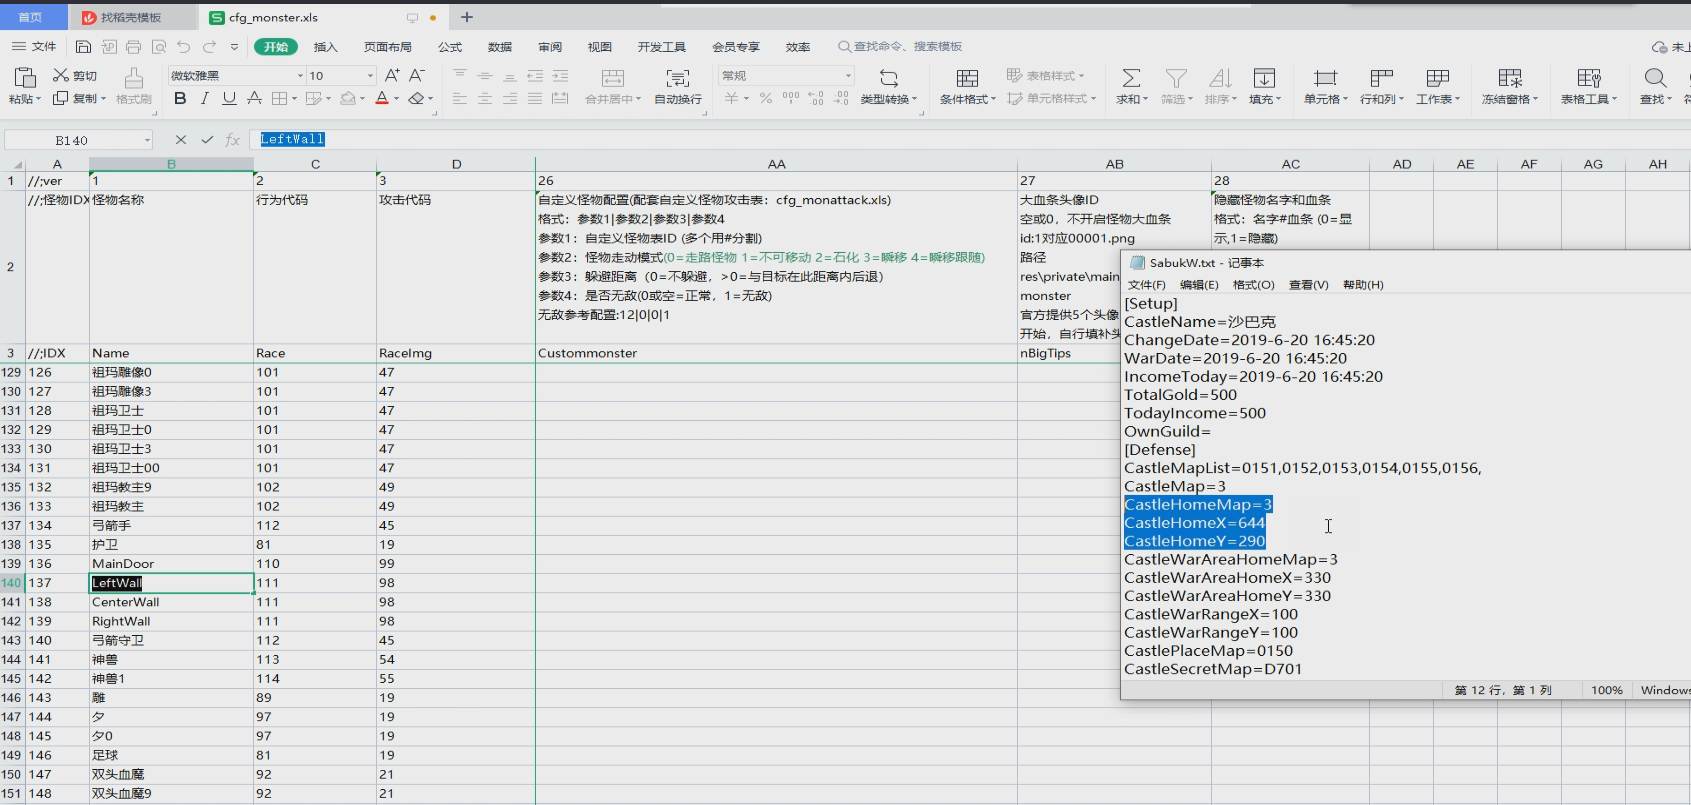 首页 找稻壳模板 cfg_monster.xls
文件 开始 插入 页面布局 公式 数据 审阅 视图 开发工具 会员专享 效率 查找命令、搜索模板
剪切 微软雅黑 10 常规 表格样式
粘贴 复制 格式刷 合并居中 自动换行 类型转换 条件格式 单元格样式 求和 筛选 排序 填充 单元格 行和列 工作表 冻结窗格 表格工具 查找
B140 LeftWall
A B C D AA AB AC AD AE AF AG AH
1 //;ver 1 2 3 26 27 28
2 //;怪物IDX 怪物名称 行为代码 攻击代码
自定义怪物配置(配套自定义怪物攻击表：cfg_monattack.xls)
格式：参数1|参数2|参数3|参数4
参数1：自定义怪物表ID (多个用#分割)
参数2：怪物走动模式(0=走路怪物 1=不可移动 2=石化 3=瞬移 4=瞬移跟随)
参数3：躲避距离（0=不躲避，>0=与目标在此距离内后退）
参数4：是否无敌(0或空=正常，1=无敌)
无敌参考配置:12|0|0|1
大血条头像ID
空或0，不开启怪物大血条
id:1对应00001.png
路径
res\private\main
monster
官方提供5个头像
开始，自行填补头
隐藏怪物名字和血条
格式：名字#血条 (0=显
示,1=隐藏)
3 //;IDX Name Race RaceImg Custommonster nBigTips
129 126 祖玛雕像0 101 47
130 127 祖玛雕像3 101 47
131 128 祖玛卫士 101 47
132 129 祖玛卫士0 101 47
133 130 祖玛卫士3 101 47
134 131 祖玛卫士00 101 47
135 132 祖玛教主9 102 49
136 133 祖玛教主 102 49
137 134 弓箭手 112 45
138 135 护卫 81 19
139 136 MainDoor 110 99
140 137 LeftWall 111 98
141 138 CenterWall 111 98
142 139 RightWall 111 98
143 140 弓箭守卫 112 45
144 141 神兽 113 54
145 142 神兽1 114 55
146 143 雕 89 19
147 144 夕 97 19
148 145 夕0 97 19
149 146 足球 81 19
150 147 双头血魔 92 21
151 148 双头血魔9 92 21
SabukW.txt - 记事本
文件(F) 编辑(E) 格式(O) 查看(V) 帮助(H)
[Setup]
CastleName=沙巴克
ChangeDate=2019-6-20 16:45:20
WarDate=2019-6-20 16:45:20
IncomeToday=2019-6-20 16:45:20
TotalGold=500
TodayIncome=500
OwnGuild=
[Defense]
CastleMapList=0151,0152,0153,0154,0155,0156,
CastleMap=3
CastleHomeMap=3
CastleHomeX=644
CastleHomeY=290
CastleWarAreaHomeMap=3
CastleWarAreaHomeX=330
CastleWarAreaHomeY=330
CastleWarRangeX=100
CastleWarRangeY=100
CastlePlaceMap=0150
CastleSecretMap=D701
第 12 行，第 1 列 100% Windows